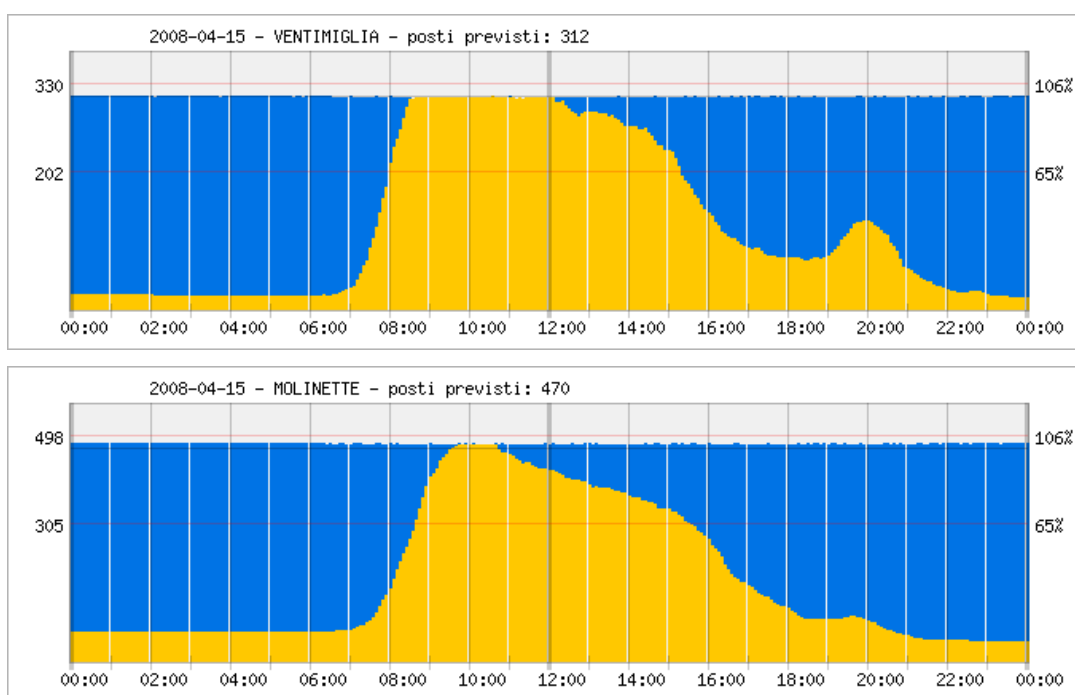 2008-04-15 - VENTIMIGLIA - posti previsti: 312
330 106%
202 65%
00:00 02:00 04:00 06:00 08:00 10:00 12:00 14:00 16:00 18:00 20:00 22:00 00:00
2008-04-15 - MOLINETTE - posti previsti: 470
498 106%
305 65%
00:00 02:00 04:00 06:00 08:00 10:00 12:00 14:00 16:00 18:00 20:00 22:00 00:00